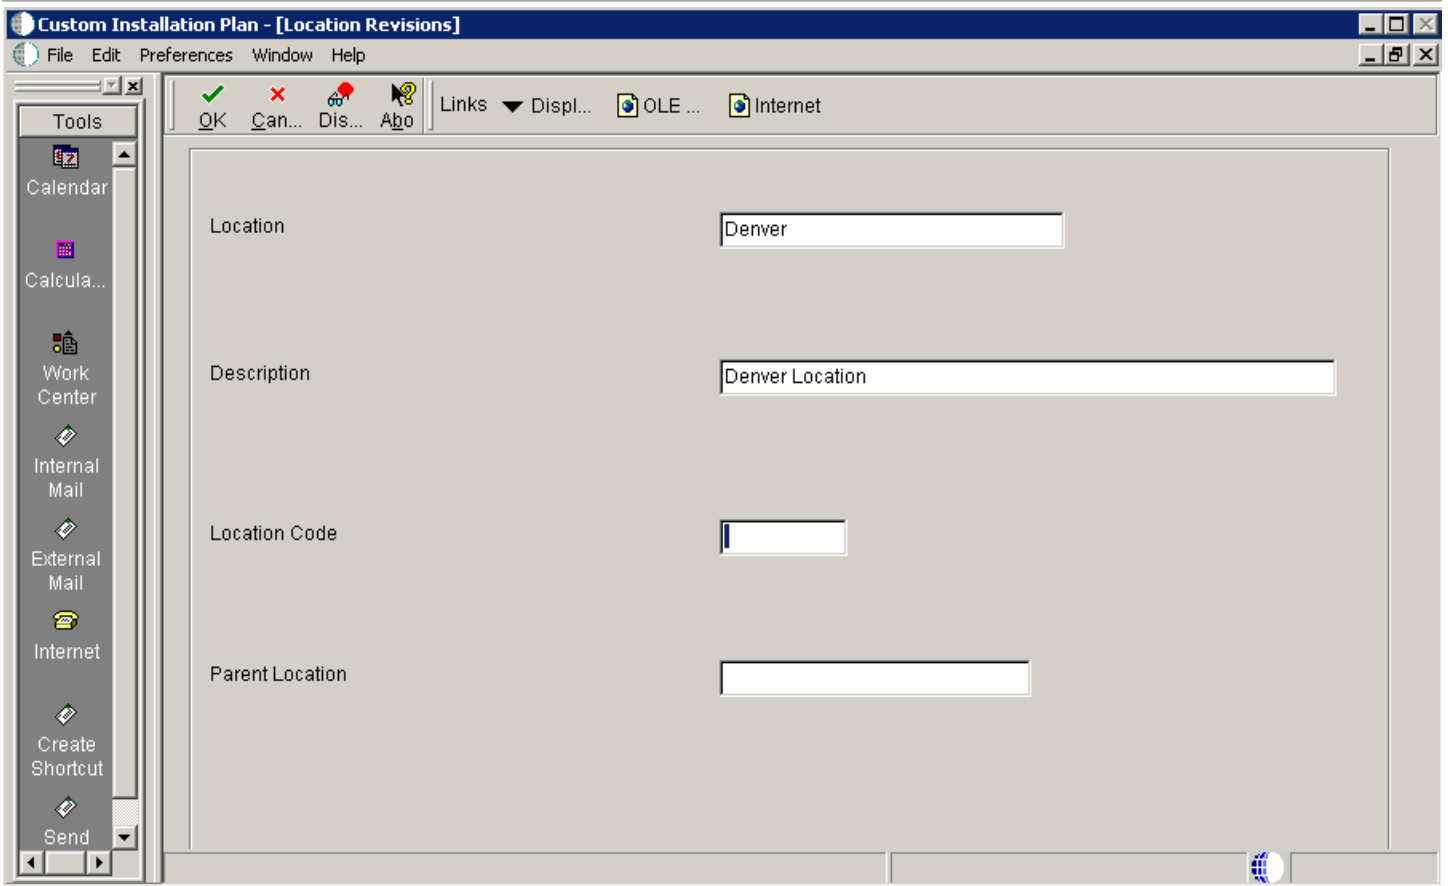 Custom Installation Plan - [Location Revisions]
File Edit Preferences Window Help
OK Can... Dis... Abo Links Displ... OLE ... Internet
Tools
Calendar
Calcula...
Work
Center
Internal
Mail
External
Mail
Internet
Create
Shortcut
Send
Location Denver
Description Denver Location
Location Code
Parent Location